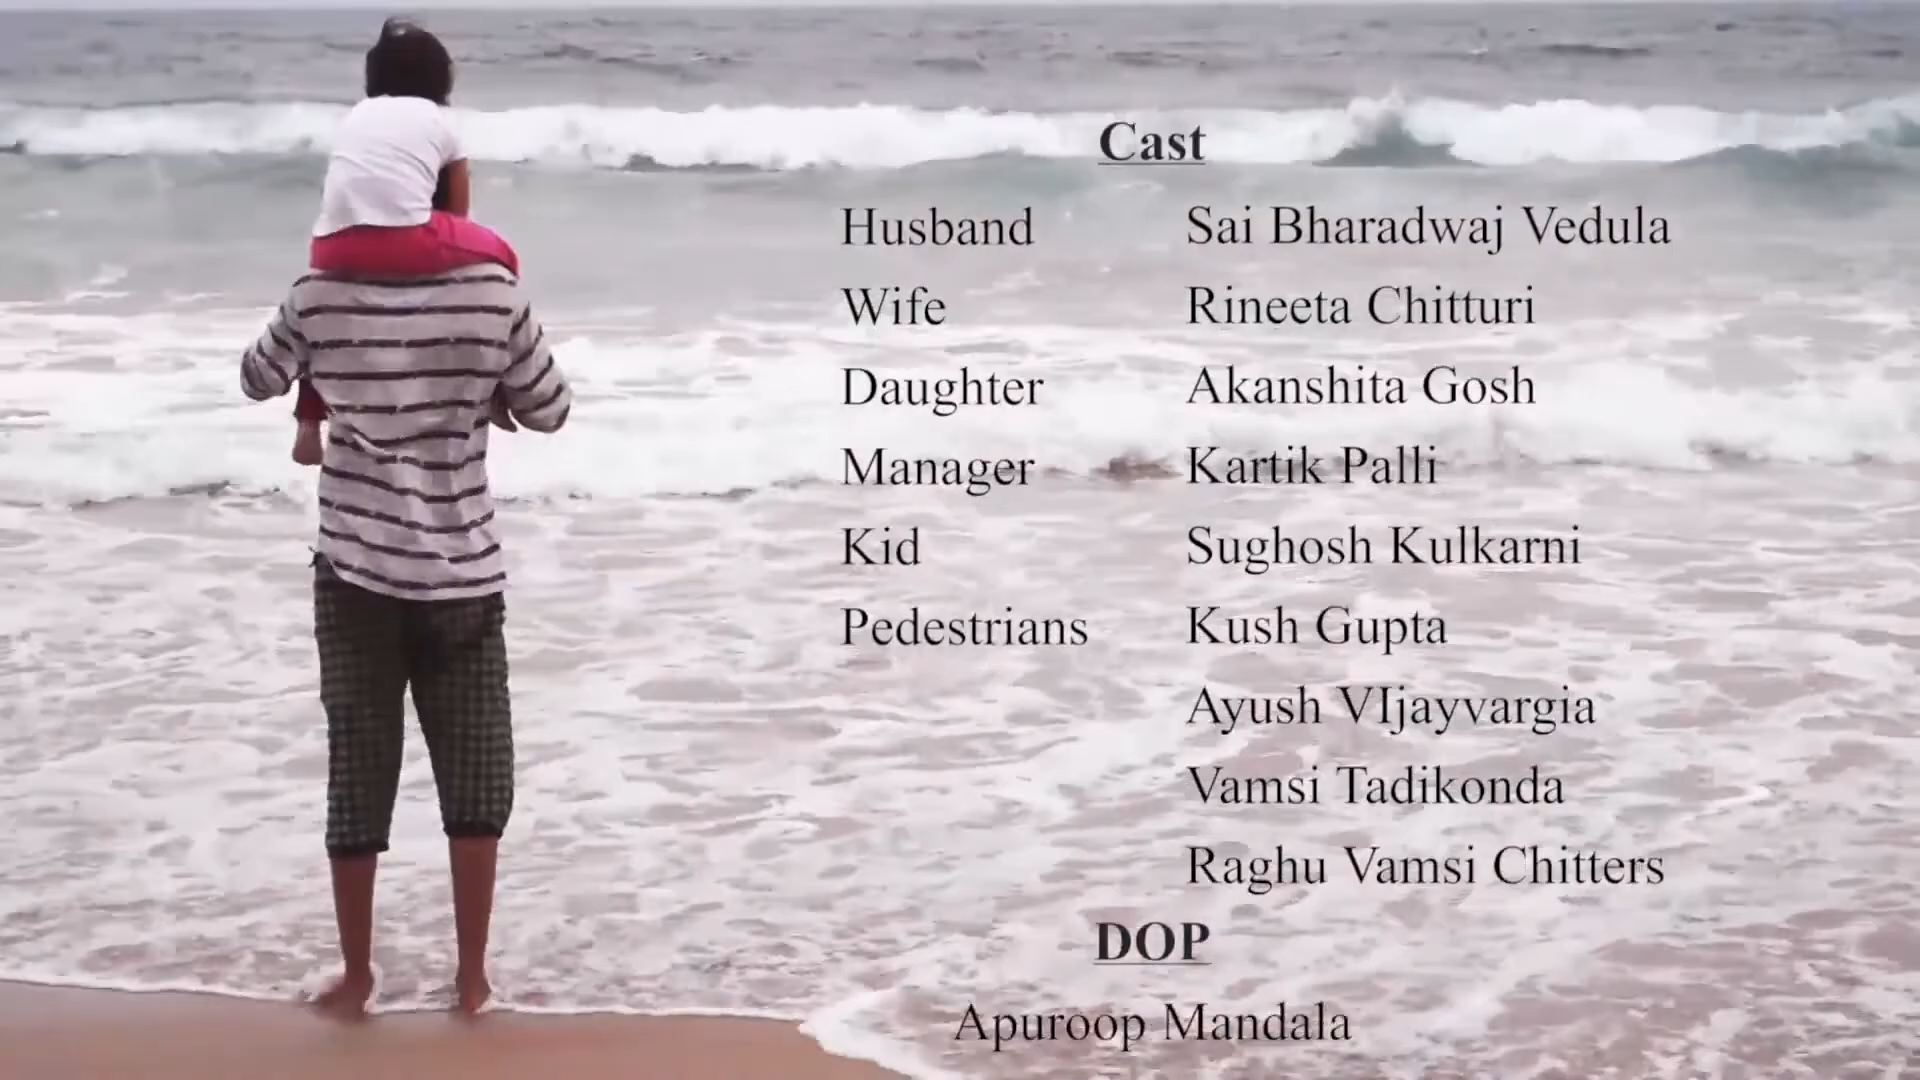 Cast
Husband Sai Bharadwaj Vedula
Wife Rineeta Chitturi
Daughter Akanshita Gosh
Manager Kartik Palli
Kid Sughosh Kulkarni
Pedestrians Kush Gupta
Ayush VIjayvargia
Vamsi Tadikonda
Raghu Vamsi Chitters
DOP
Apuroop Mandala